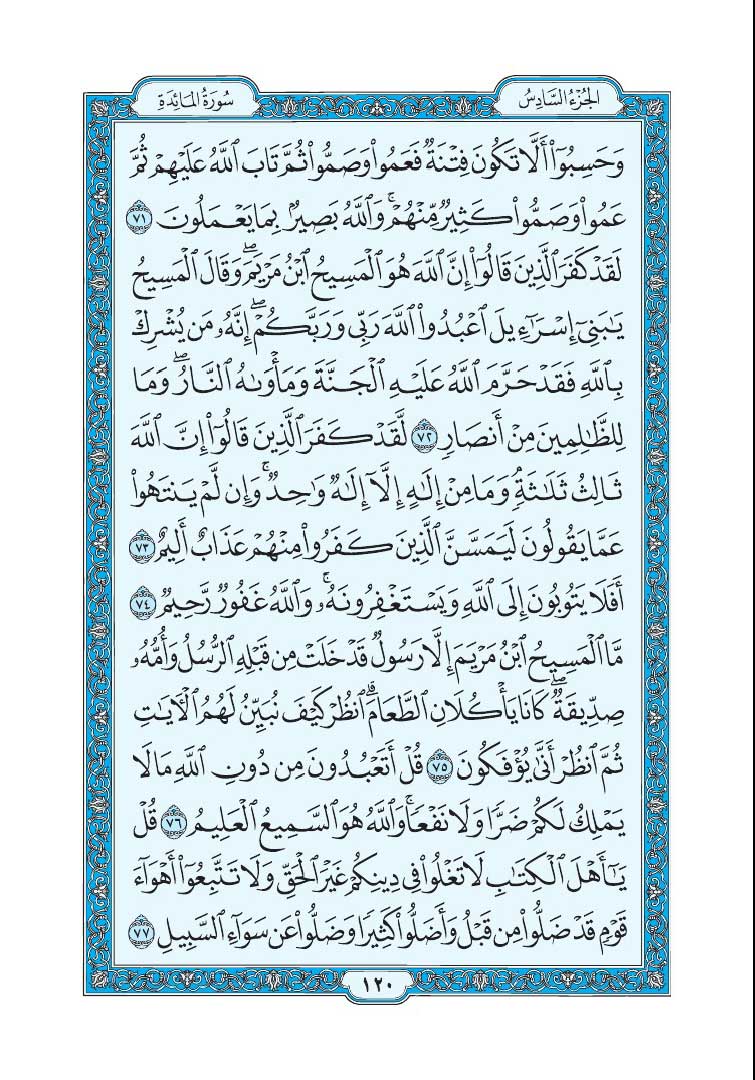 الجُزْءُ السَّادِسُ
سُورَةُ المَائِدَةِ
وَحَسِبُوٓا۟ أَلَّا تَكُونَ فِتْنَةٌ فَعَمُوا۟ وَصَمُّوا۟ ثُمَّ تَابَ ٱللَّهُ عَلَيْهِمْ ثُمَّ
عَمُوا۟ وَصَمُّوا۟ كَثِيرٌ مِّنْهُمْ ۚ وَٱللَّهُ بَصِيرٌۢ بِمَا يَعْمَلُونَ ٧١
لَقَدْ كَفَرَ ٱلَّذِينَ قَالُوٓا۟ إِنَّ ٱللَّهَ هُوَ ٱلْمَسِيحُ ٱبْنُ مَرْيَمَ ۖ وَقَالَ ٱلْمَسِيحُ
يَـٰبَنِىٓ إِسْرَٰٓءِيلَ ٱعْبُدُوا۟ ٱللَّهَ رَبِّى وَرَبَّكُمْ ۖ إِنَّهُۥ مَن يُشْرِكْ
بِٱللَّهِ فَقَدْ حَرَّمَ ٱللَّهُ عَلَيْهِ ٱلْجَنَّةَ وَمَأْوَىٰهُ ٱلنَّارُ ۖ وَمَا
لِلظَّـٰلِمِينَ مِنْ أَنصَارٍ ٧٢ لَّقَدْ كَفَرَ ٱلَّذِينَ قَالُوٓا۟ إِنَّ ٱللَّهَ
ثَالِثُ ثَلَـٰثَةٍ ۘ وَمَا مِنْ إِلَـٰهٍ إِلَّآ إِلَـٰهٌ وَٰحِدٌ ۚ وَإِن لَّمْ يَنتَهُوا۟
عَمَّا يَقُولُونَ لَيَمَسَّنَّ ٱلَّذِينَ كَفَرُوا۟ مِنْهُمْ عَذَابٌ أَلِيمٌ ٧٣
أَفَلَا يَتُوبُونَ إِلَى ٱللَّهِ وَيَسْتَغْفِرُونَهُۥ ۚ وَٱللَّهُ غَفُورٌ رَّحِيمٌ ٧٤
مَّا ٱلْمَسِيحُ ٱبْنُ مَرْيَمَ إِلَّا رَسُولٌ قَدْ خَلَتْ مِن قَبْلِهِ ٱلرُّسُلُ وَأُمُّهُۥ
صِدِّيقَةٌ ۖ كَانَا يَأْكُلَانِ ٱلطَّعَامَ ۗ ٱنظُرْ كَيْفَ نُبَيِّنُ لَهُمُ ٱلْـَٔايَـٰتِ
ثُمَّ ٱنظُرْ أَنَّىٰ يُؤْفَكُونَ ٧٥ قُلْ أَتَعْبُدُونَ مِن دُونِ ٱللَّهِ مَا لَا
يَمْلِكُ لَكُمْ ضَرًّا وَلَا نَفْعًا ۚ وَٱللَّهُ هُوَ ٱلسَّمِيعُ ٱلْعَلِيمُ ٧٦ قُلْ
يَـٰٓأَهْلَ ٱلْكِتَـٰبِ لَا تَغْلُوا۟ فِى دِينِكُمْ غَيْرَ ٱلْحَقِّ وَلَا تَتَّبِعُوٓا۟ أَهْوَآءَ
قَوْمٍ قَدْ ضَلُّوا۟ مِن قَبْلُ وَأَضَلُّوا۟ كَثِيرًا وَضَلُّوا۟ عَن سَوَآءِ ٱلسَّبِيلِ ٧٧
١٢٠